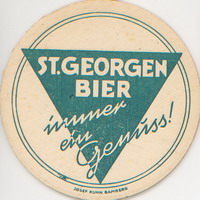 ST. GEORGEN
BIER
immer
ein
Genuss!
JOSEF KUHN BAMBERG